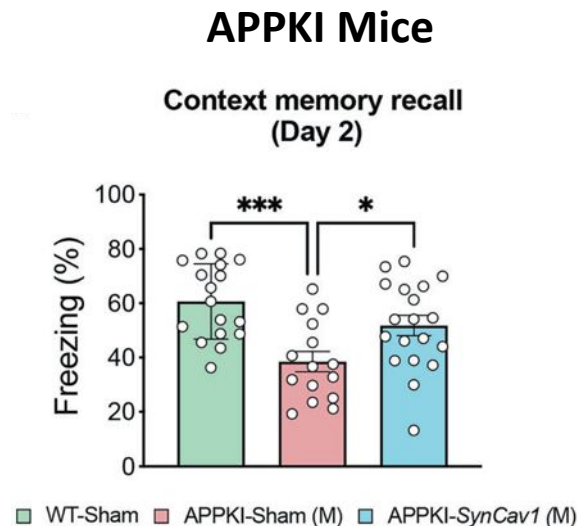 APPKI Mice
Context memory recall
(Day 2)
***
*
100
80
60
40
20
0
Freezing (%)
WT-Sham
APPKI-Sham (M)
APPKI-SynCav1 (M)